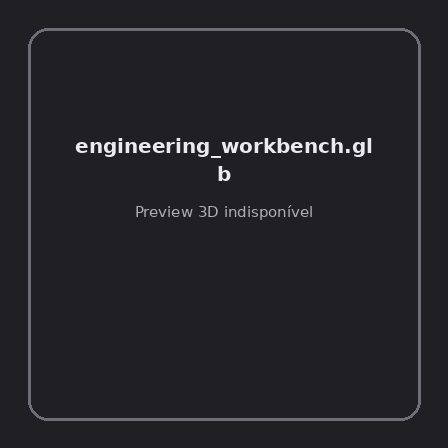 engineering_workbench.gl
b
Preview 3D indisponível